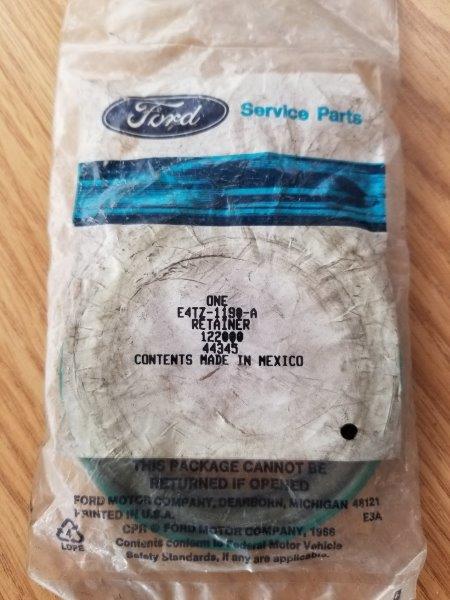 Ford
Service Parts
ONE
E4TZ-1190-A
RETAINER
122000
44345
CONTENTS MADE IN MEXICO
THIS PACKAGE CANNOT BE
RETURNED IF OPENED
FORD MOTOR COMPANY, DEARBORN, MICHIGAN 48121
PRINTED IN U.S.A. E3A
CPR © FORD MOTOR COMPANY, 1988
Contents conform to Federal Motor Vehicle
Safety Standards, if any are applicable.
4
LDPE